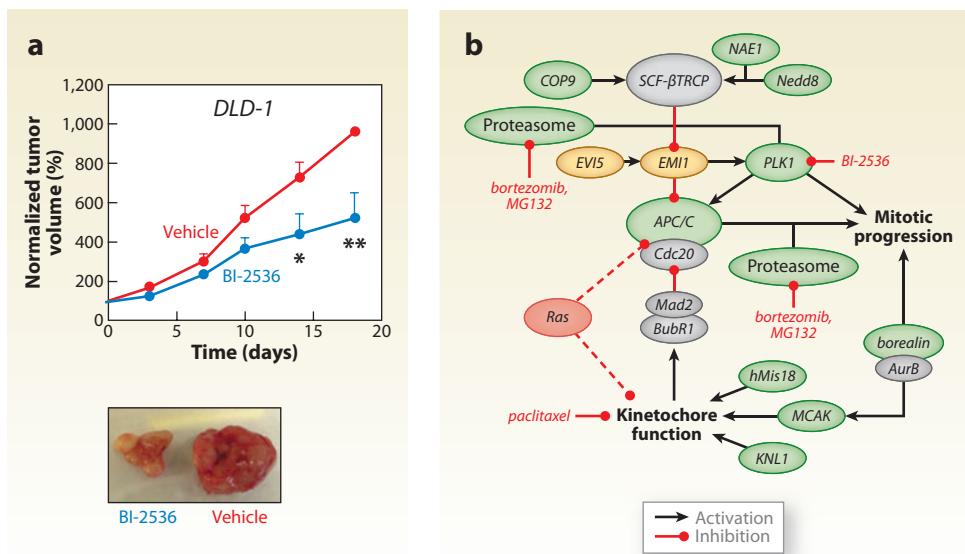 a
DLD-1
Normalized tumor
volume (%)
1,000
800
600
400
200
0
Vehicle
BI-2536
*
**
0
5
10
15
20
Time (days)
BI-2536
Vehicle
b
NAE1
COP9
SCF-βTRCP
Nedd8
Proteasome
EVI5
EMI1
PLK1
BI-2536
bortezomib,
MG132
APC/C
Cdc20
Mitotic
progression
Proteasome
Mad2
BubR1
Ras
bortezomib,
MG132
borealin
AurB
hMis18
paclitaxel
Kinetochore
function
MCAK
KNL1
Activation
Inhibition